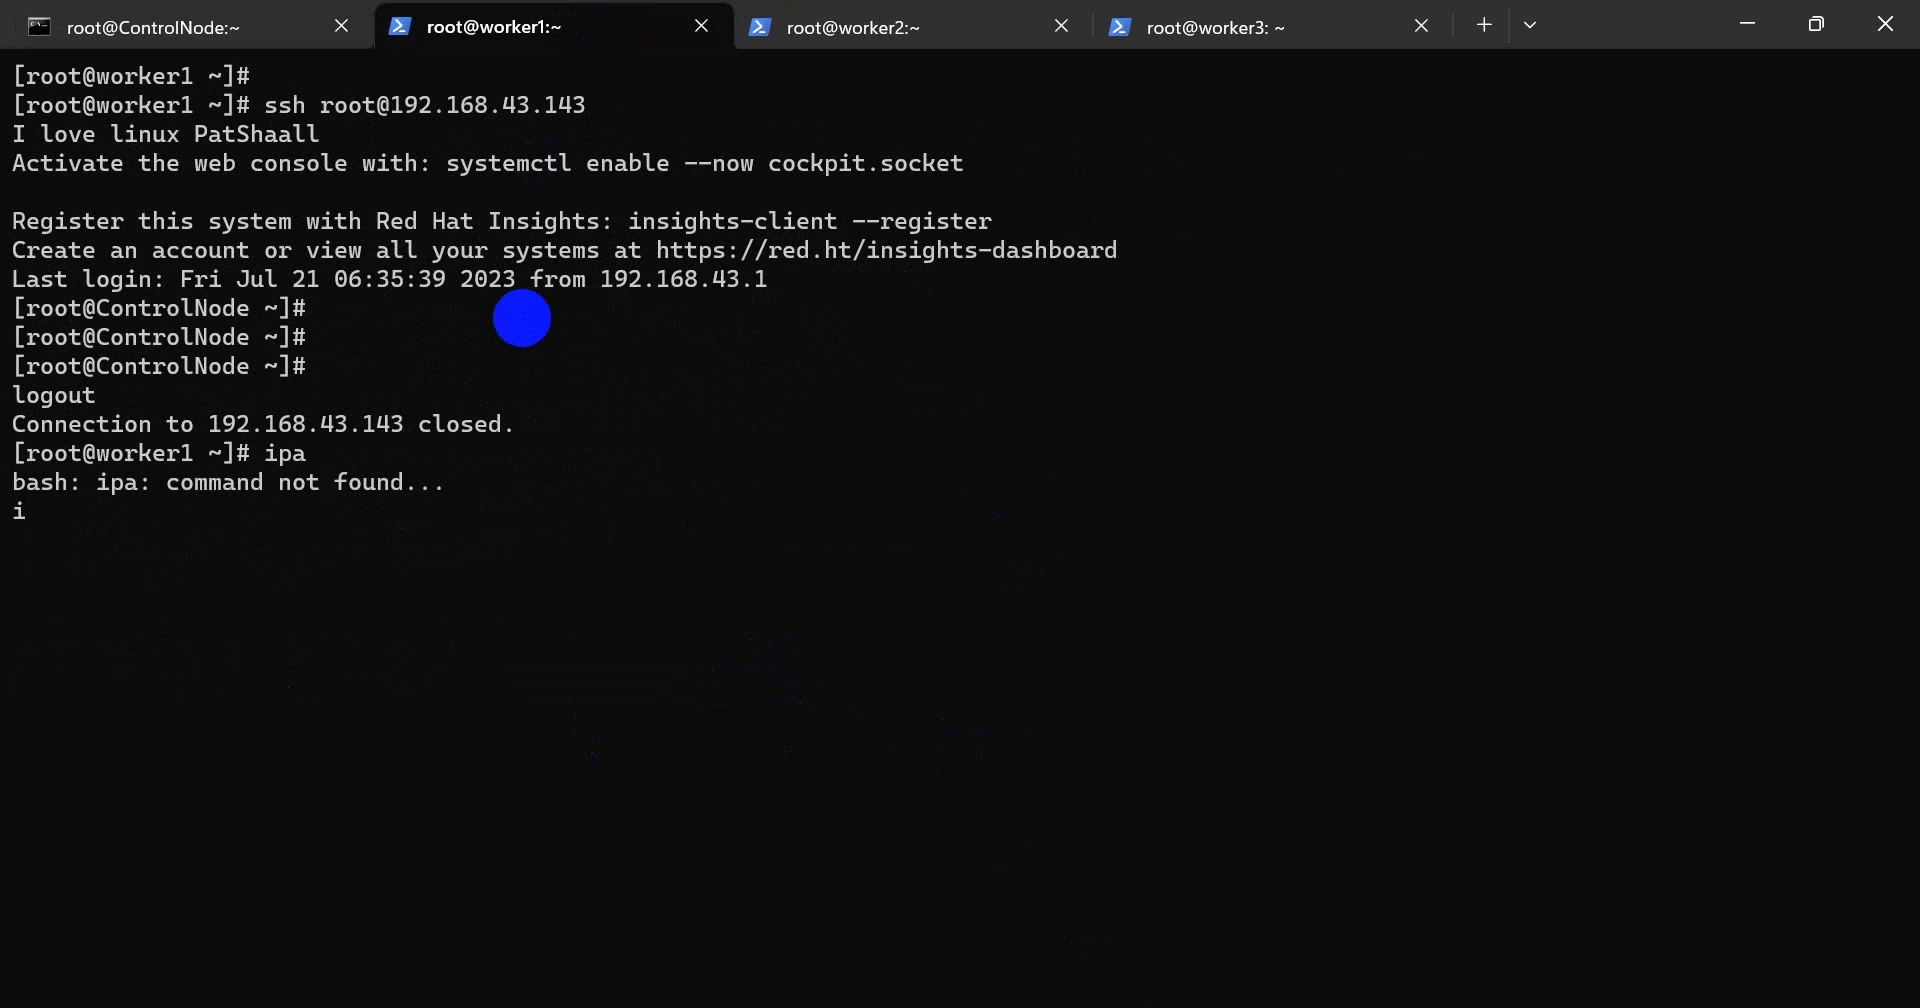 root@ControlNode:~
root@worker1:~
root@worker2:~
root@worker3: ~
[root@worker1 ~]#
[root@worker1 ~]# ssh root@192.168.43.143
I love linux PatShaall
Activate the web console with: systemctl enable --now cockpit.socket
Register this system with Red Hat Insights: insights-client --register
Create an account or view all your systems at https://red.ht/insights-dashboard
Last login: Fri Jul 21 06:35:39 2023 from 192.168.43.1
[root@ControlNode ~]#
[root@ControlNode ~]#
[root@ControlNode ~]#
logout
Connection to 192.168.43.143 closed.
[root@worker1 ~]# ipa
bash: ipa: command not found...
i